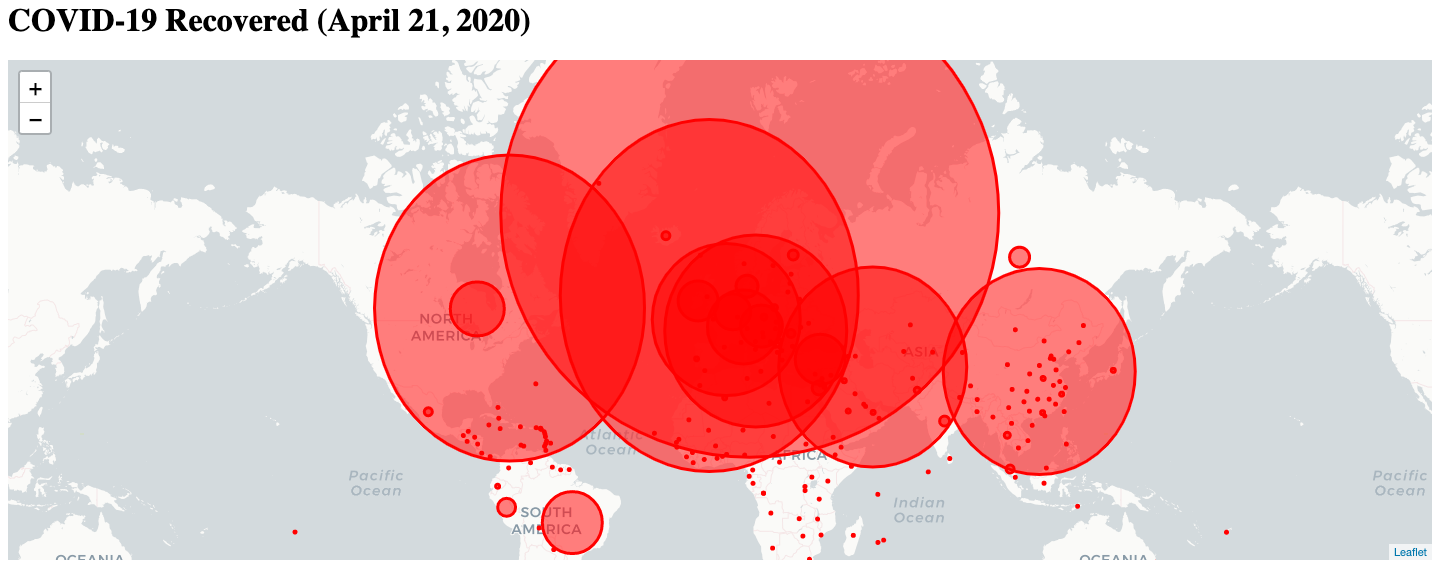 COVID-19 Recovered (April 21, 2020)
+
−
NORTH
AMERICA
ASIA
Atlantic
Ocean
AFRICA
Pacific
Ocean
Pacific
Ocean
Indian
Ocean
SOUTH
AMERICA
OCEANIA
OCEANIA
Leaflet